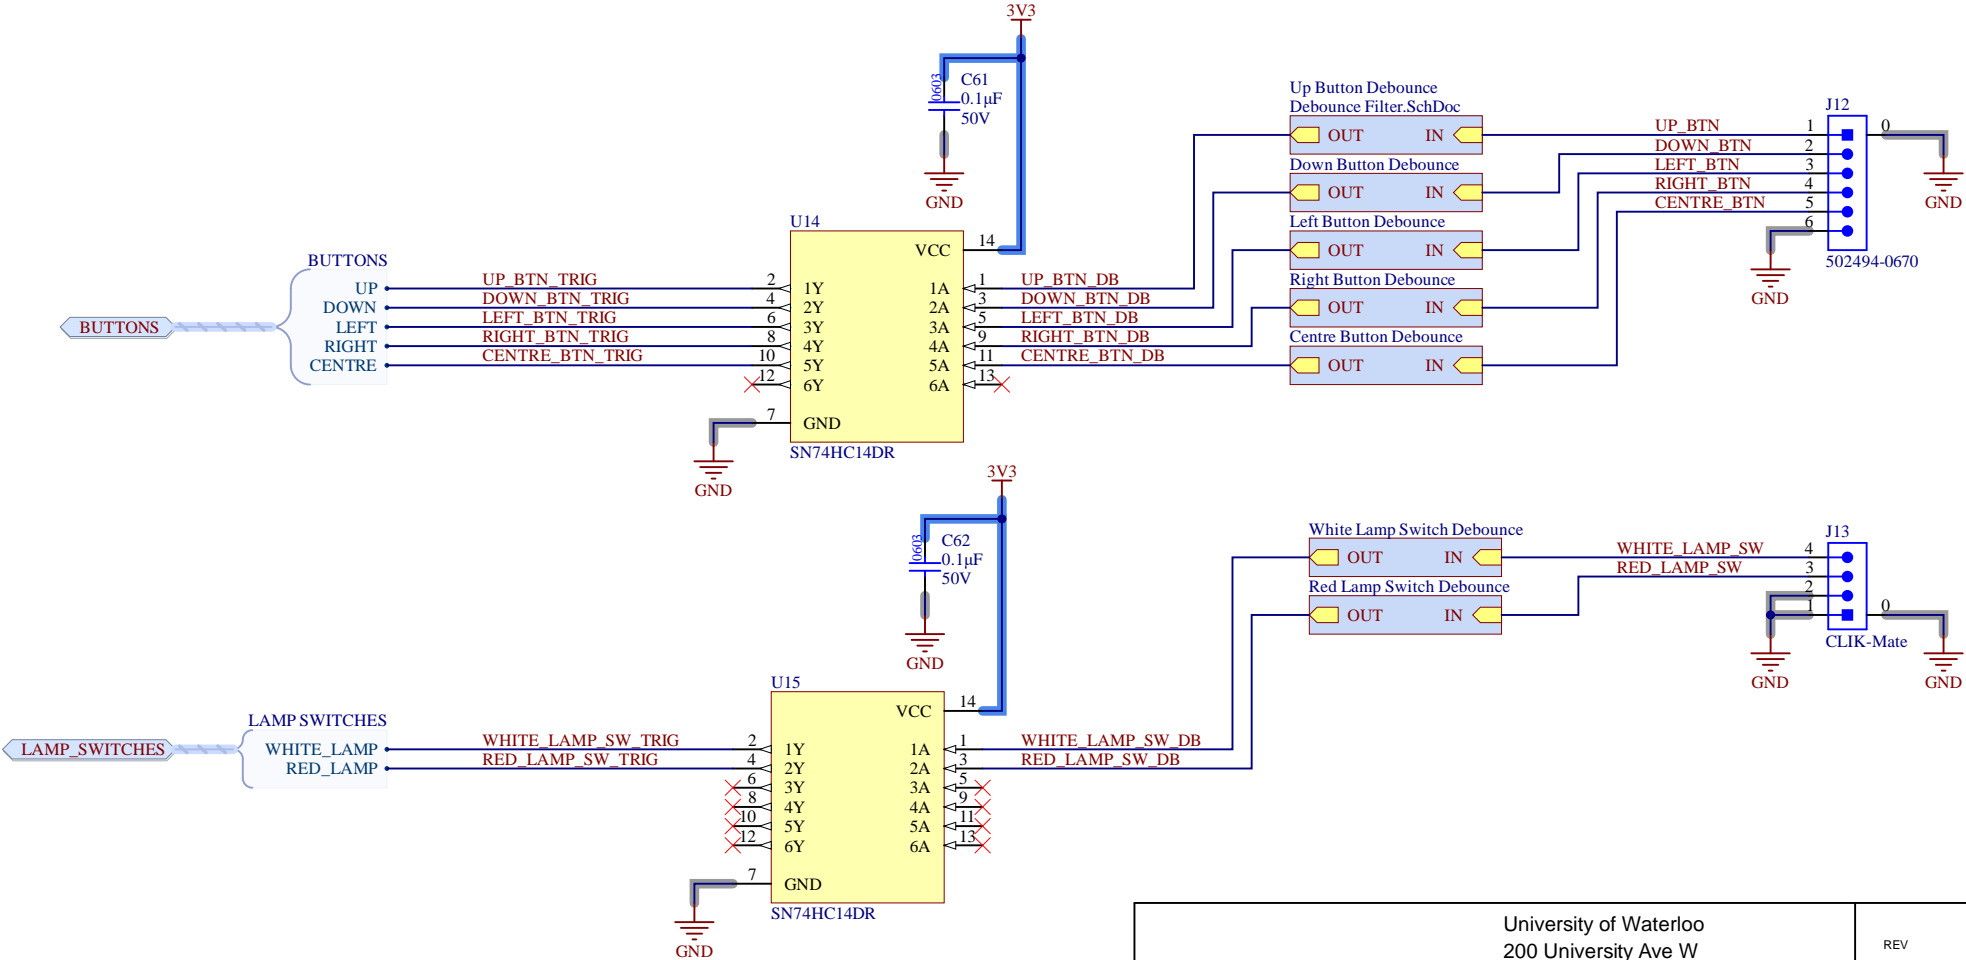 3V3
0603
C61
0.1µF
50V
GND
Up Button Debounce
Debounce Filter.SchDoc
OUT IN
Down Button Debounce
OUT IN
Left Button Debounce
OUT IN
Right Button Debounce
OUT IN
Centre Button Debounce
OUT IN
J12
UP_BTN 1 0
DOWN_BTN 2
LEFT_BTN 3
RIGHT_BTN 4
CENTRE_BTN 5
6
502494-0670
GND
GND
U14
VCC 14
BUTTONS
BUTTONS
UP UP_BTN_TRIG 2 1Y 1A 1 UP_BTN_DB
DOWN DOWN_BTN_TRIG 4 2Y 2A 3 DOWN_BTN_DB
LEFT LEFT_BTN_TRIG 6 3Y 3A 5 LEFT_BTN_DB
RIGHT RIGHT_BTN_TRIG 8 4Y 4A 9 RIGHT_BTN_DB
CENTRE CENTRE_BTN_TRIG 10 5Y 5A 11 CENTRE_BTN_DB
12 6Y 6A 13
7 GND
SN74HC14DR
GND
3V3
0603
C62
0.1µF
50V
GND
White Lamp Switch Debounce
OUT IN
Red Lamp Switch Debounce
OUT IN
J13
WHITE_LAMP_SW 4
RED_LAMP_SW 3
2
1 0
CLIK-Mate
GND
GND
U15
VCC 14
LAMP_SWITCHES
LAMP SWITCHES
WHITE_LAMP WHITE_LAMP_SW_TRIG 2 1Y 1A 1 WHITE_LAMP_SW_DB
RED_LAMP RED_LAMP_SW_TRIG 4 2Y 2A 3 RED_LAMP_SW_DB
6 3Y 3A 5
8 4Y 4A 9
10 5Y 5A 11
12 6Y 6A 13
7 GND
SN74HC14DR
GND
University of Waterloo
200 University Ave W
REV